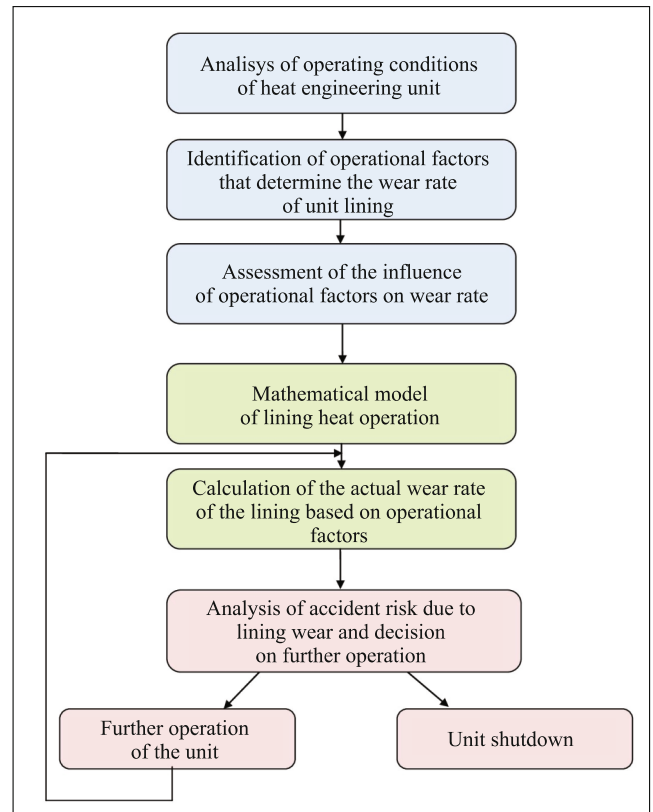 Analisys of operating conditions
of heat engineering unit
Identification of operational factors
that determine the wear rate
of unit lining
Assessment of the influence
of operational factors on wear rate
Mathematical model
of lining heat operation
Calculation of the actual wear rate
of the lining based on operational
factors
Analysis of accident risk due to
lining wear and decision
on further operation
Further operation
of the unit
Unit shutdown